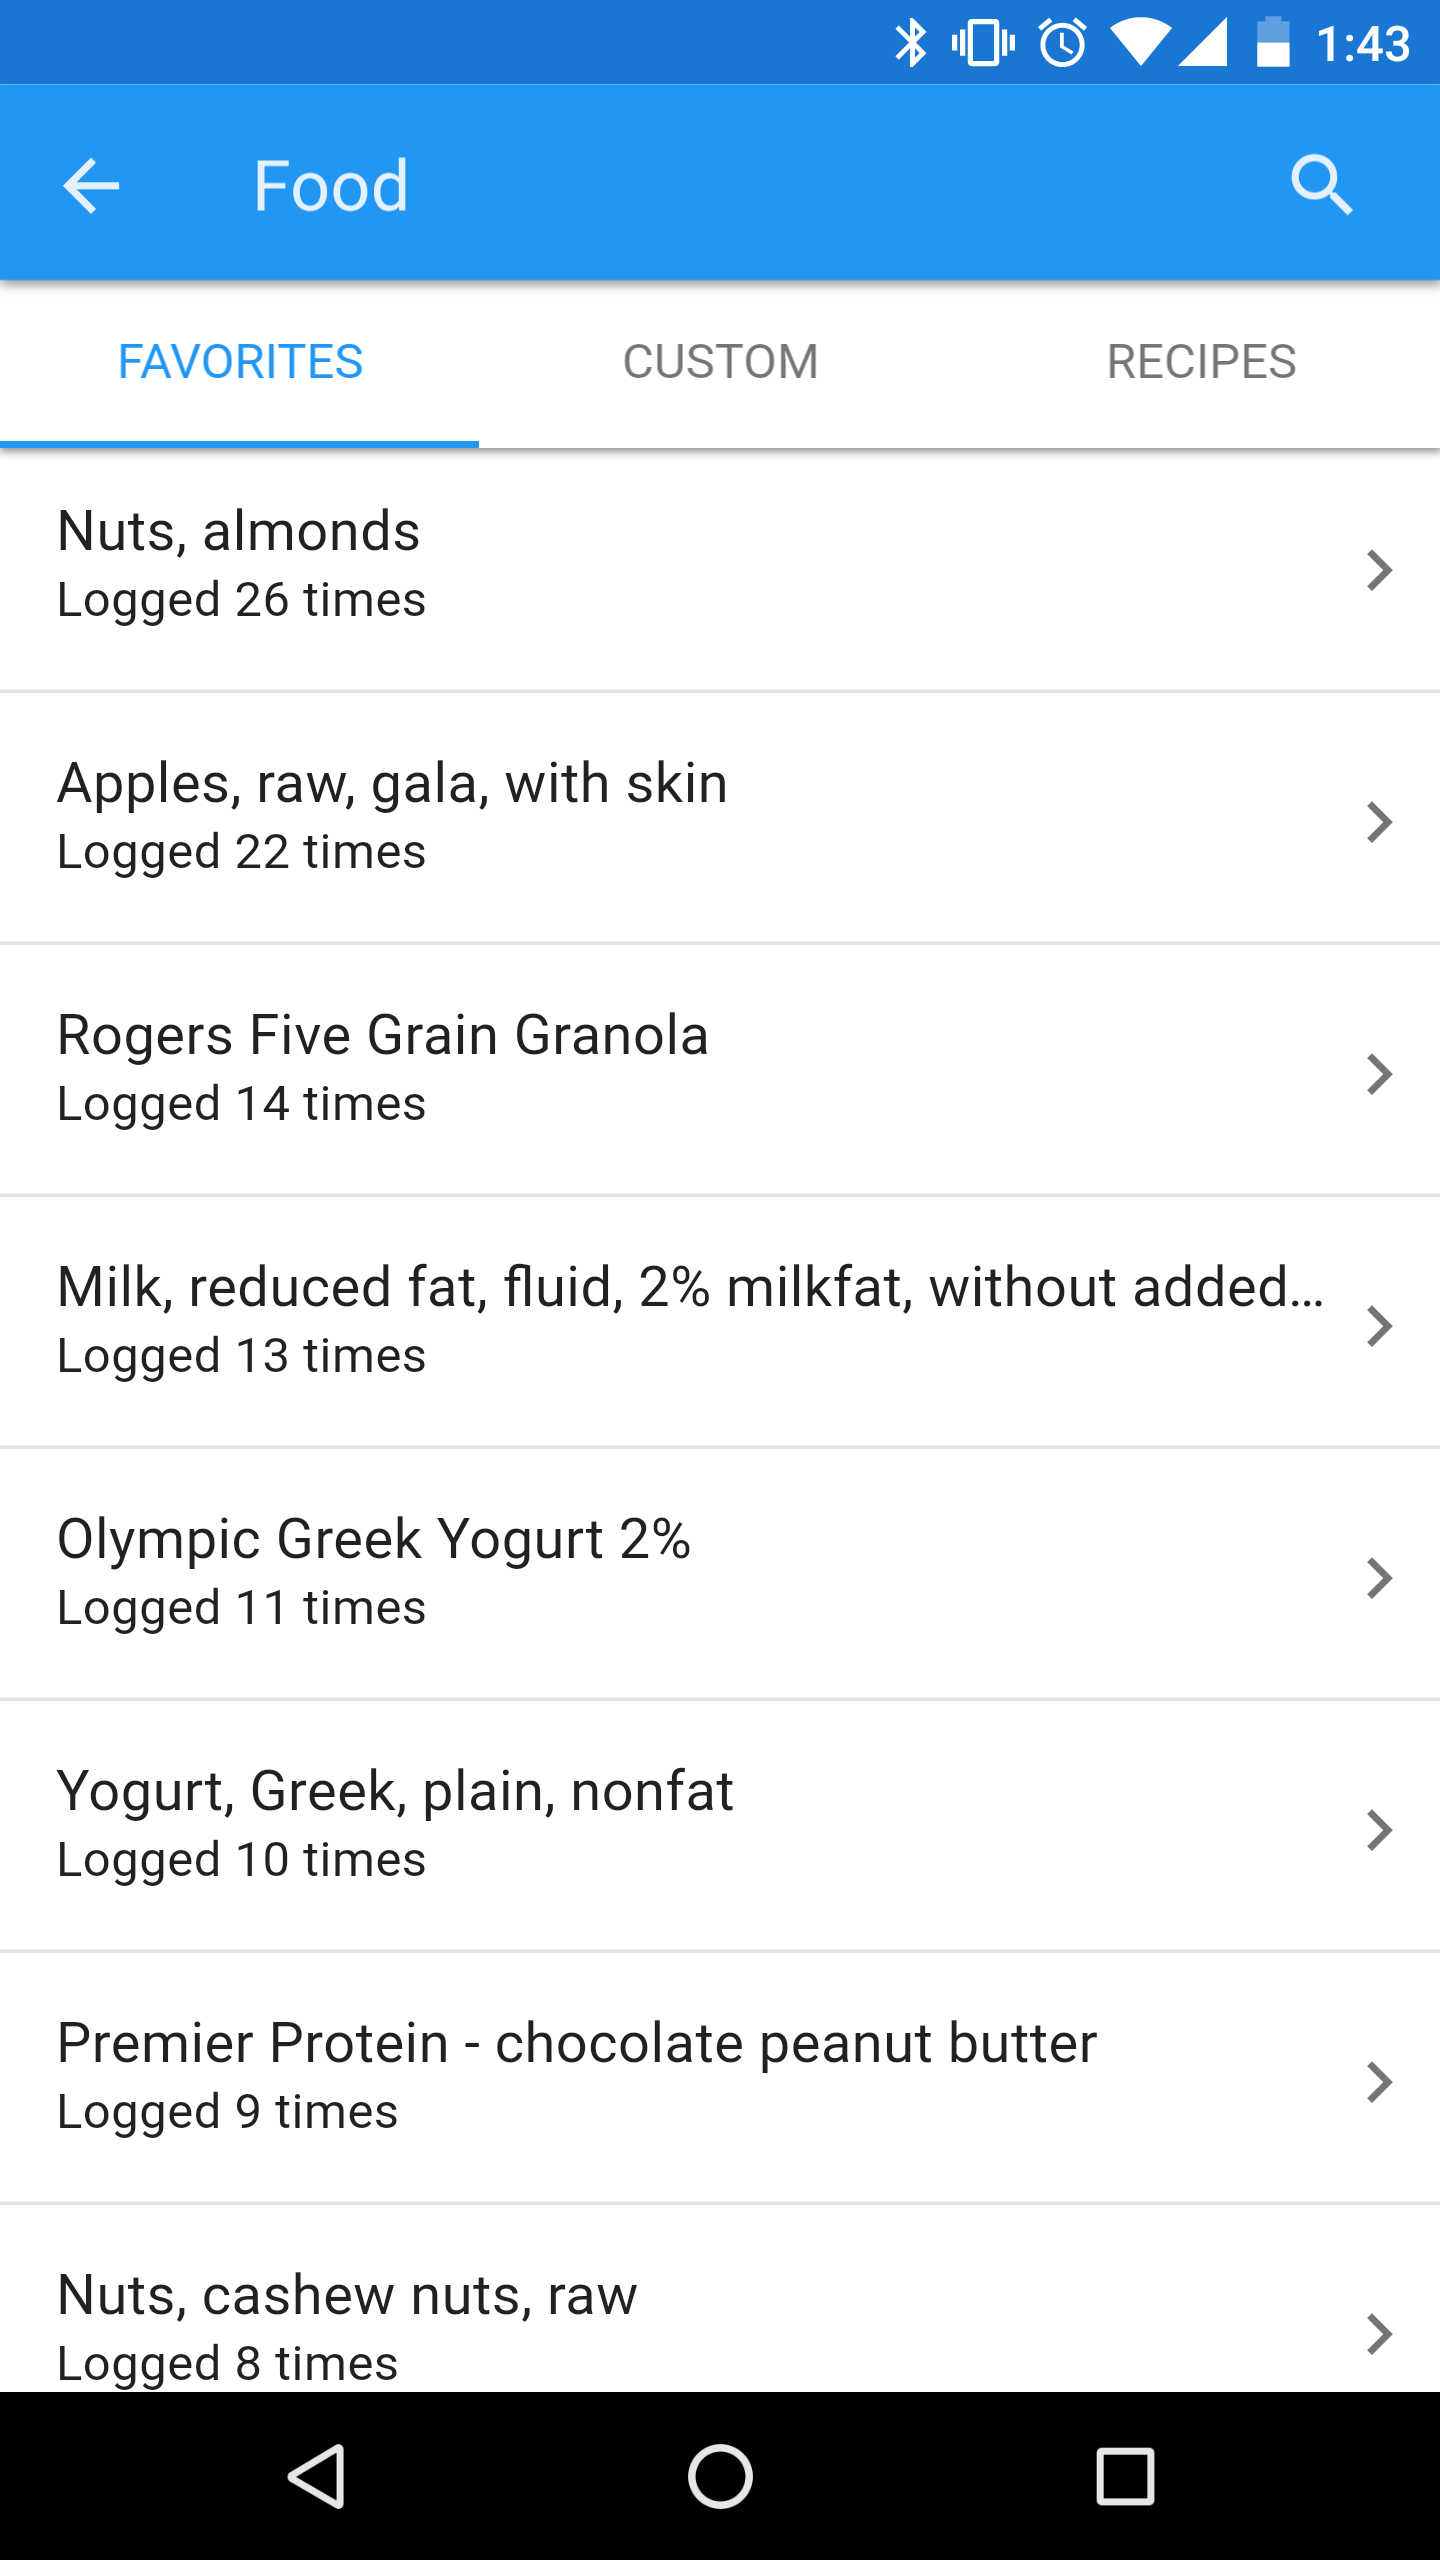 1:43
Food
FAVORITES CUSTOM RECIPES
Nuts, almonds
Logged 26 times
Apples, raw, gala, with skin
Logged 22 times
Rogers Five Grain Granola
Logged 14 times
Milk, reduced fat, fluid, 2% milkfat, without added...
Logged 13 times
Olympic Greek Yogurt 2%
Logged 11 times
Yogurt, Greek, plain, nonfat
Logged 10 times
Premier Protein - chocolate peanut butter
Logged 9 times
Nuts, cashew nuts, raw
Logged 8 times